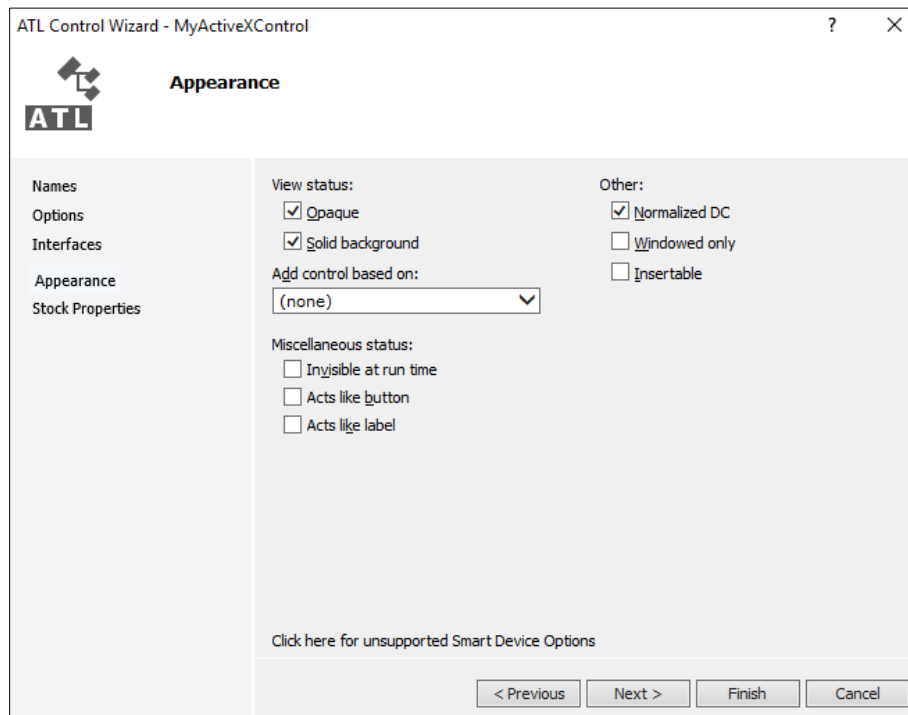 ATL Control Wizard - MyActiveXControl ?
ATL
Appearance
Names
Options
Interfaces
Appearance
Stock Properties
View status:
Opaque
Solid background
Add control based on:
(none)
Miscellaneous status:
Invisible at run time
Acts like button
Acts like label
Other:
Normalized DC
Windowed only
Insertable
Click here for unsupported Smart Device Options
< Previous Next > Finish Cancel